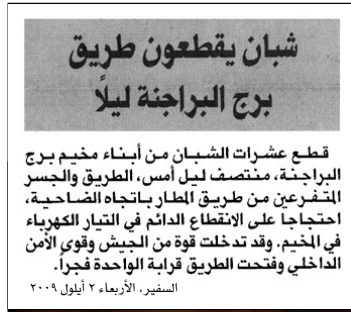 شبان يقطعون طريق
برج البراجنة ليلاً
قطع عشرات الشبان من أبناء مخيم برج
البراجنة، منتصف ليل أمس، الطريق والجسر
المتفرعين من طريق المطار باتجاه الضاحية،
احتجاجا على الانقطاع الدائم في التيار الكهرباء
في المخيم. وقد تدخلت قوة من الجيش وقوى الأمن
الداخلي وفتحت الطريق قرابة الواحدة فجراً.
السفير، الأربعاء ٢ أيلول ٢٠٠٩